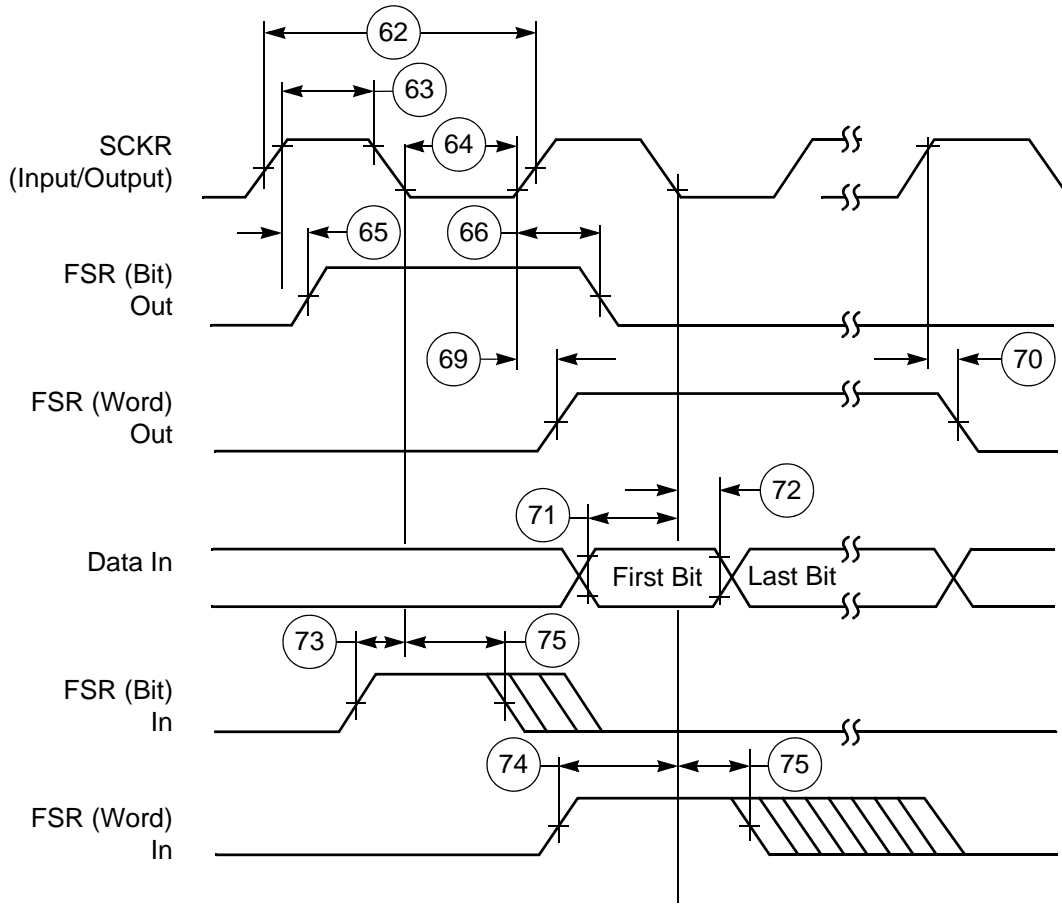 62
63
SCKR
(Input/Output)
64
65
66
FSR (Bit)
Out
69
70
FSR (Word)
Out
71
72
Data In
First Bit
Last Bit
73
75
FSR (Bit)
In
74
75
FSR (Word)
In